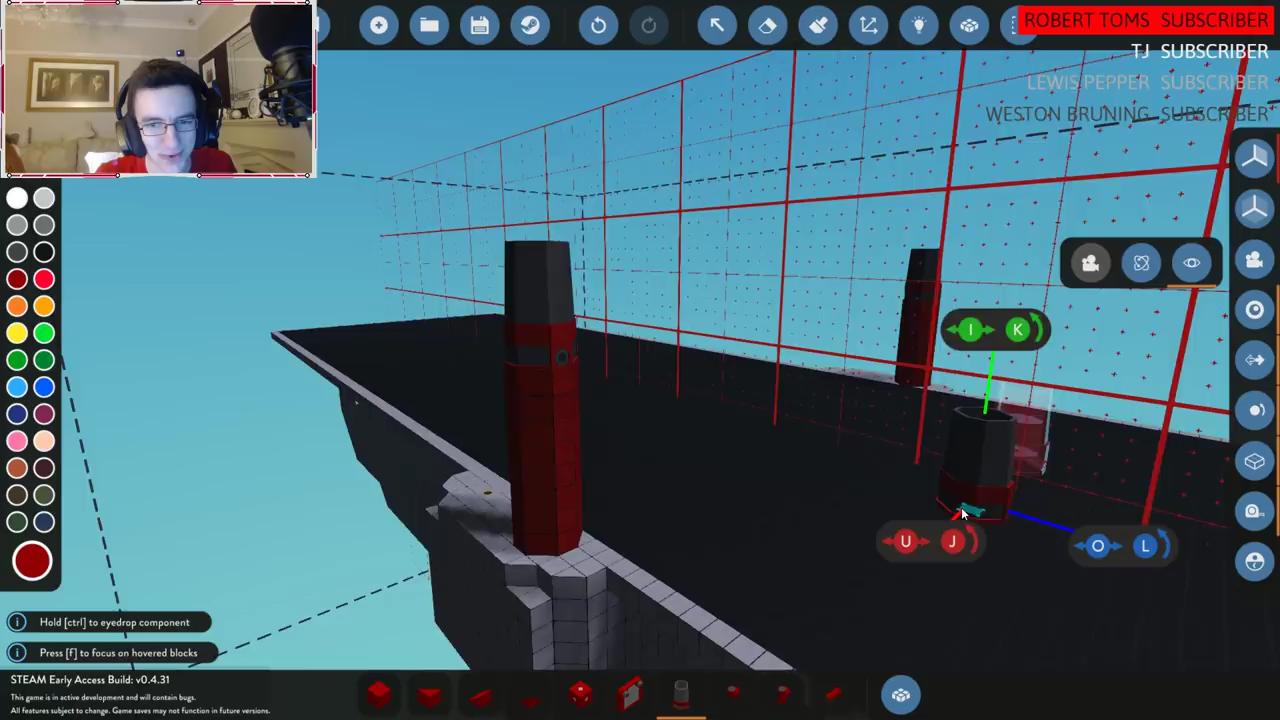 ROBERT TOMS SUBSCRIBER
TJ SUBSCRIBER
LEWIS PEPPER SUBSCRIBER
WESTON BRUNING SUBSCRIBER
I K
U J
O L
Hold [ctrl] to eyedrop component
Press [f] to focus on hovered blocks
STEAM Early Access Build: v0.4.31
This game is in active development and will contain bugs.
All features subject to change. Game saves may not function in future versions.